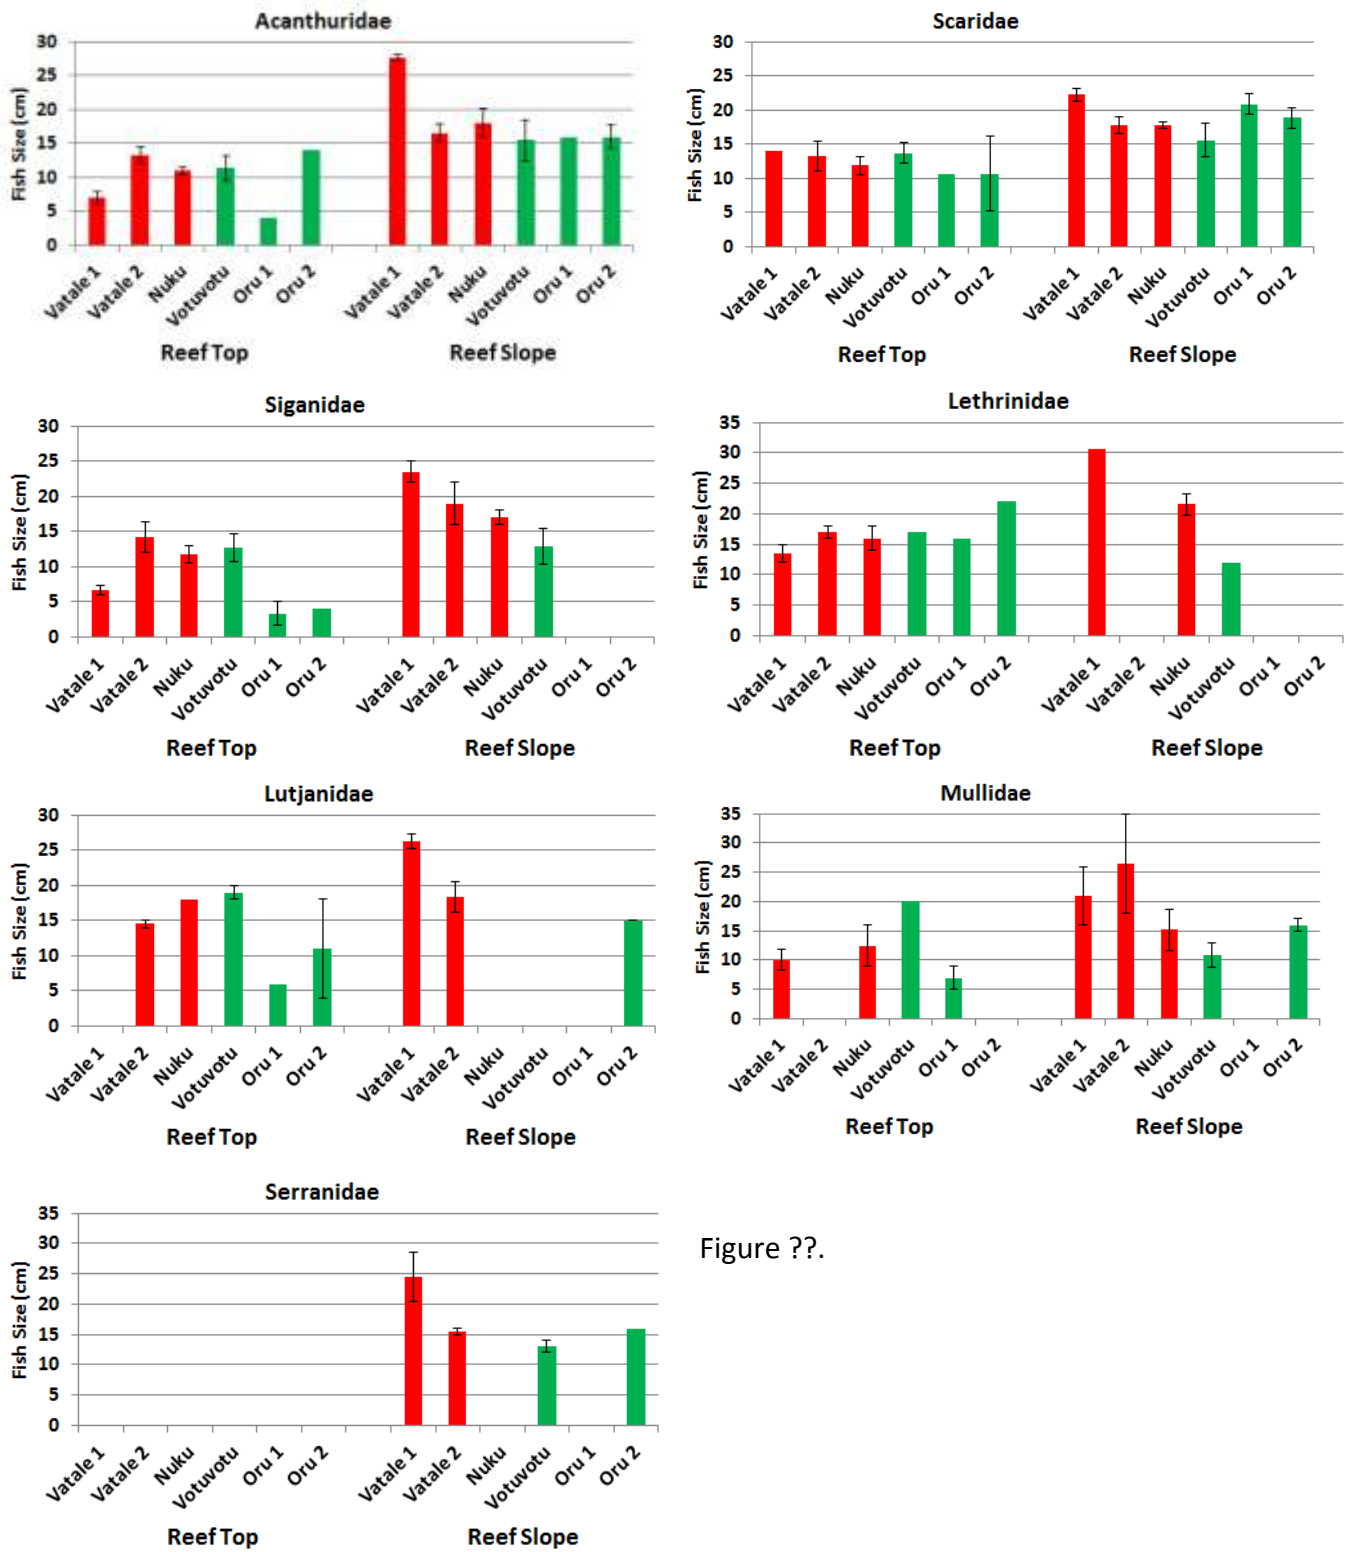 Acanthuridae
Fish Size (cm)
30
25
20
15
10
5
0
Vatale 1
Vatale 2
Nuku
Votuvotu
Oru 1
Oru 2
Vatale 1
Vatale 2
Nuku
Votuvotu
Oru 1
Oru 2
Reef Top
Reef Slope
Scaridae
Fish Size (cm)
30
25
20
15
10
5
0
Vatale 1
Vatale 2
Nuku
Votuvotu
Oru 1
Oru 2
Vatale 1
Vatale 2
Nuku
Votuvotu
Oru 1
Oru 2
Reef Top
Reef Slope
Siganidae
Fish Size (cm)
30
25
20
15
10
5
0
Vatale 1
Vatale 2
Nuku
Votuvotu
Oru 1
Oru 2
Vatale 1
Vatale 2
Nuku
Votuvotu
Oru 1
Oru 2
Reef Top
Reef Slope
Lethrinidae
Fish Size (cm)
35
30
25
20
15
10
5
0
Vatale 1
Vatale 2
Nuku
Votuvotu
Oru 1
Oru 2
Vatale 1
Vatale 2
Nuku
Votuvotu
Oru 1
Oru 2
Reef Top
Reef Slope
Lutjanidae
Fish Size (cm)
30
25
20
15
10
5
0
Vatale 1
Vatale 2
Nuku
Votuvotu
Oru 1
Oru 2
Vatale 1
Vatale 2
Nuku
Votuvotu
Oru 1
Oru 2
Reef Top
Reef Slope
Mullidae
Fish Size (cm)
35
30
25
20
15
10
5
0
Vatale 1
Vatale 2
Nuku
Votuvotu
Oru 1
Oru 2
Vatale 1
Vatale 2
Nuku
Votuvotu
Oru 1
Oru 2
Reef Top
Reef Slope
Serranidae
Fish Size (cm)
35
30
25
20
15
10
5
0
Vatale 1
Vatale 2
Nuku
Votuvotu
Oru 1
Oru 2
Vatale 1
Vatale 2
Nuku
Votuvotu
Oru 1
Oru 2
Reef Top
Reef Slope
Figure ??.